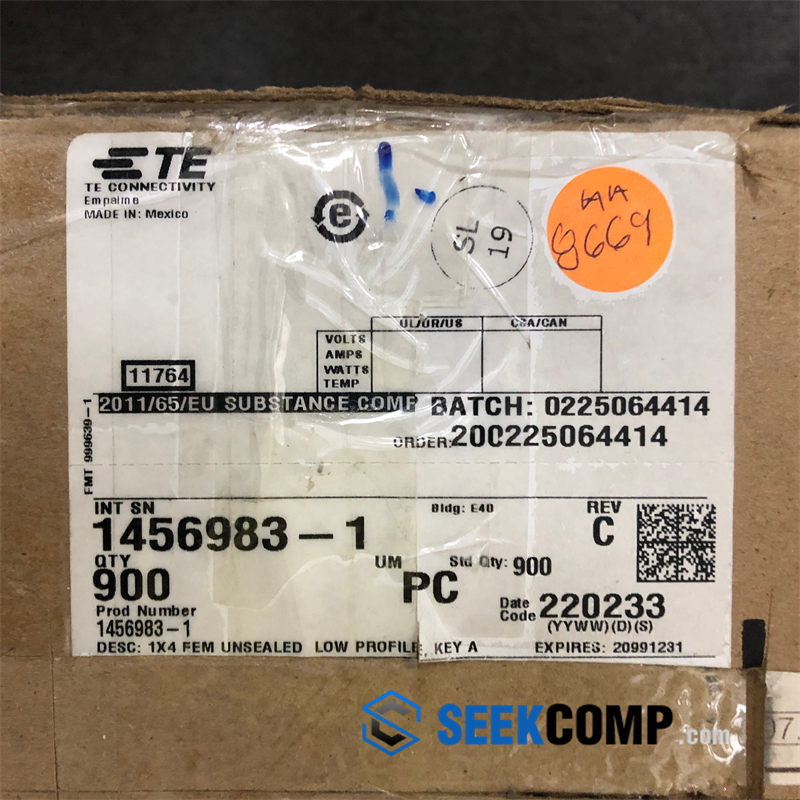 TE
TE CONNECTIVITY
Empalme
MADE IN: Mexico
e
SL
19
8669
UL/UR/US CSA/CAN
VOLTS
AMPS
WATTS
TEMP
11764
2011/65/EU SUBSTANCE COMP
BATCH: 0225064414
ORDER: 200225064414
FMT 999639-1
INT SN
1456983-1
Bldg: E40
REV
C
QTY
900
UM
PC
Std Qty: 900
Prod Number
1456983-1
Date Code 220233
(YYWW)(D)(S)
DESC: 1X4 FEM UNSEALED LOW PROFILE, KEY A
EXPIRES: 20991231
SEEKCOMP.com